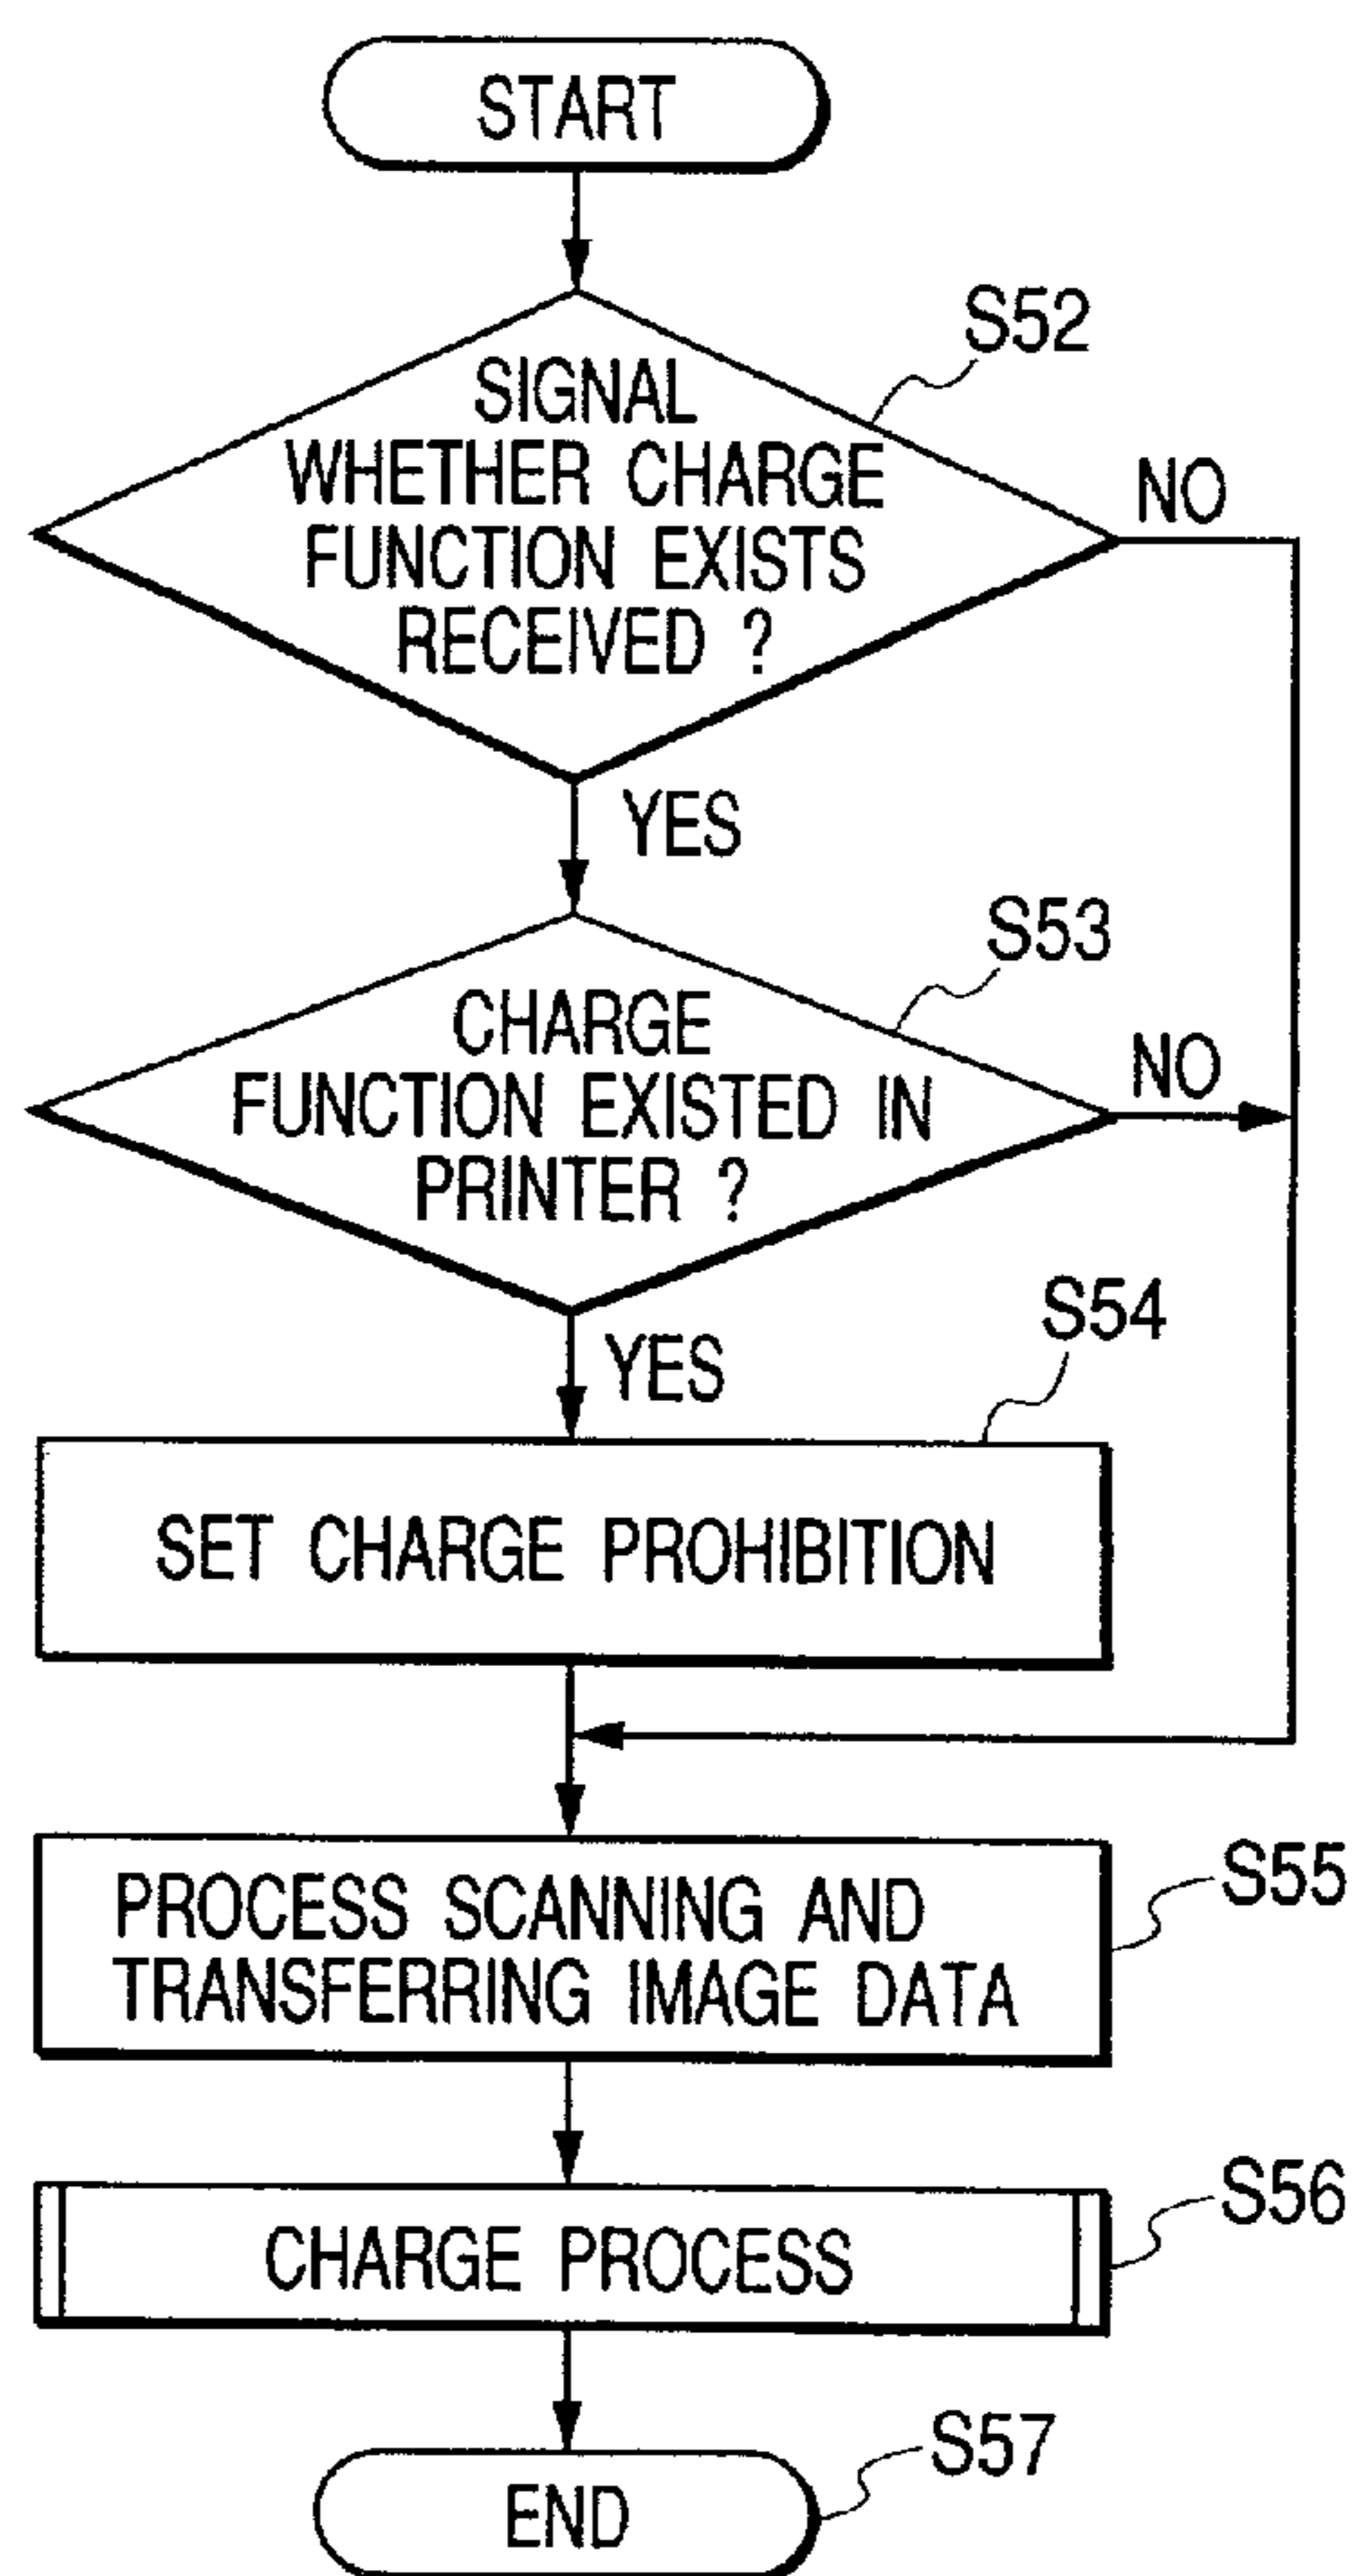 START
S52
SIGNAL
WHETHER CHARGE
FUNCTION EXISTS
RECEIVED ?
NO
YES
S53
CHARGE
FUNCTION EXISTED IN
PRINTER ?
NO
YES
S54
SET CHARGE PROHIBITION
S55
PROCESS SCANNING AND
TRANSFERRING IMAGE DATA
S56
CHARGE PROCESS
S57
END